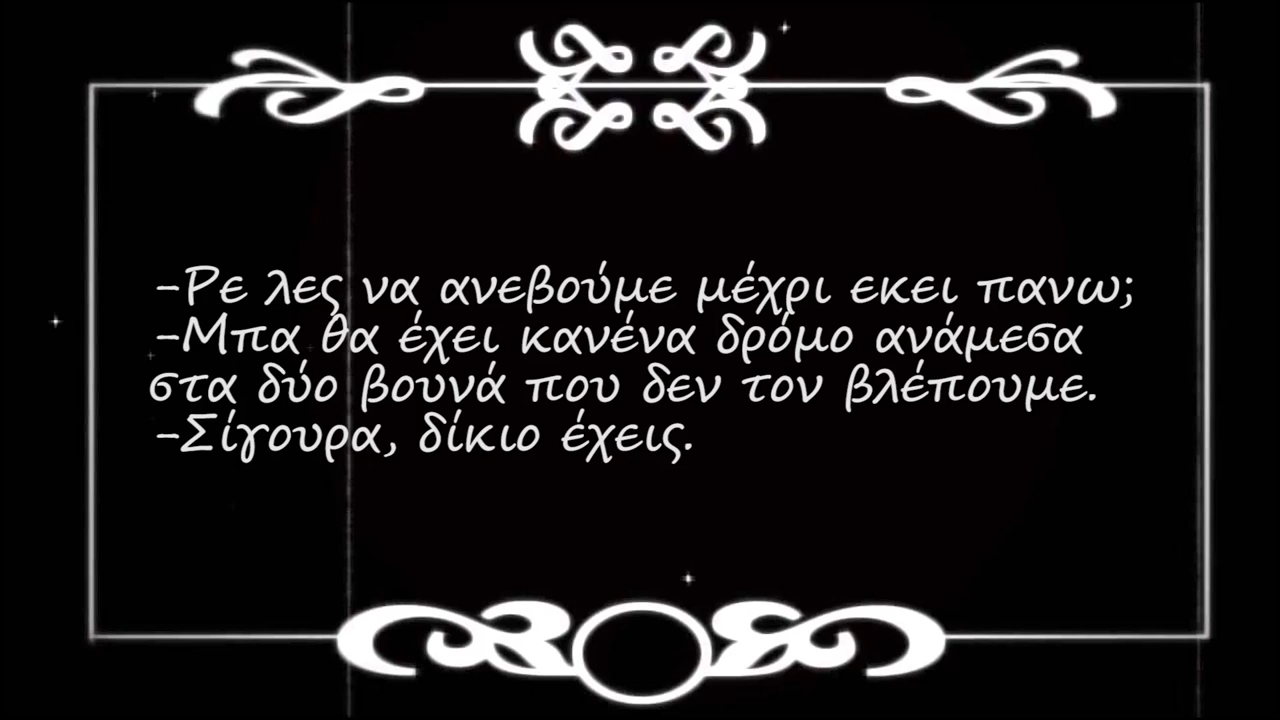 -Ρε λες να ανεβούμε μέχρι εκει πανω;
-Μπα θα έχει κανένα δρόμο ανάμεσα
στα δύο βουνά που δεν τον βλέπουμε.
-Σίγουρα, δίκιο έχεις.